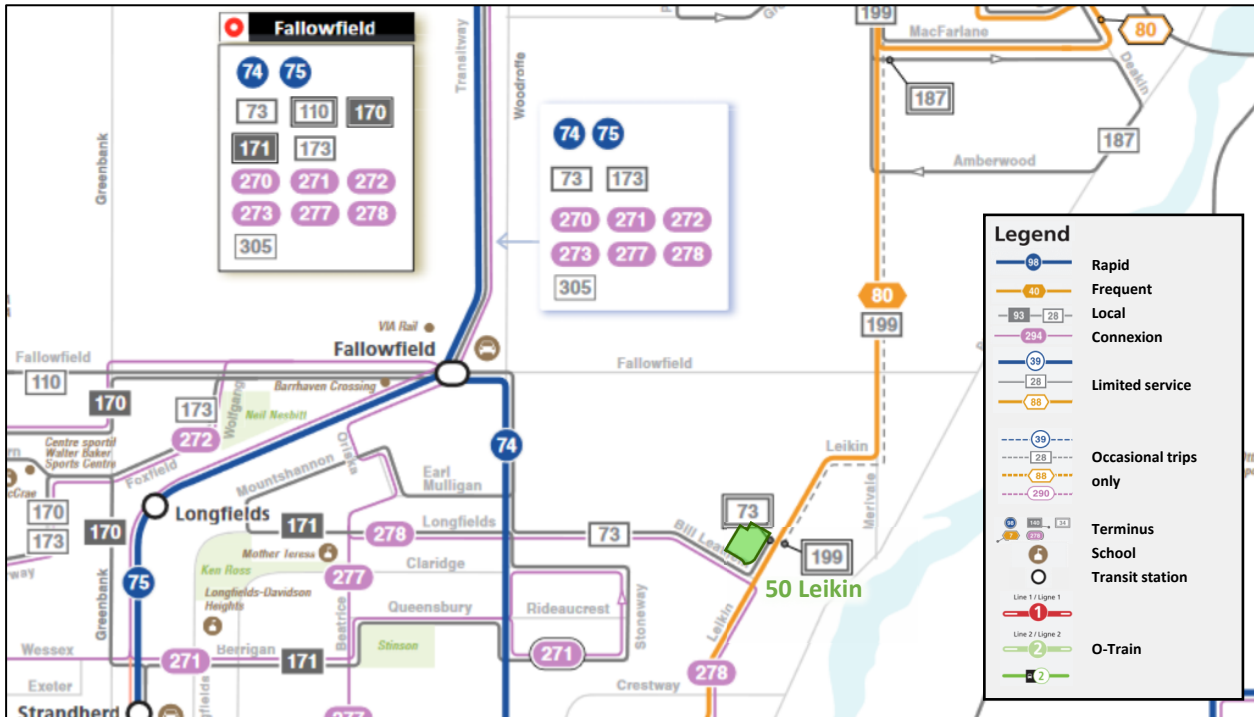 Fallowfield
74 75
73 110 170
171 173
270 271 272
273 277 278
305
Transitway
Woodroffe
Greenbank
74 75
73 173
270 271 272
273 277 278
305
199
MacFarlane
80
Deakin
187
187
Amberwood
80
199
VIA Rail
Fallowfield
Fallowfield
110
170
173
272
Wolfgang
Barrhaven Crossing
Neil Nesbitt
Fallowfield
Centre sportif
Walter Baker
Sports Centre
Foxfield
170
173
170
Longfields
Mountshannon
Oriska
Earl
Mulligan
74
171
278
Longfields
73
Bill Leathem
73
199
50 Leikin
Leikin
Merivale
Leikin
278
Mother Teresa
Ken Ross
Claridge
277
75
Greenbank
Longfields-Davidson
Heights
Beatrice
Queensbury
Rideaucrest
Stoneway
Wessex
271
Berrigan
171
Stinson
271
Exeter
Strandherd
277
Crestway
Legend
98 Rapid
40 Frequent
93 28 Local
294 Connexion
39
28 Limited service
88
39
28 Occasional trips
88 only
290
Terminus
School
Transit station
Line 1 / Ligne 1
1
Line 2 / Ligne 2
2 O-Train
2